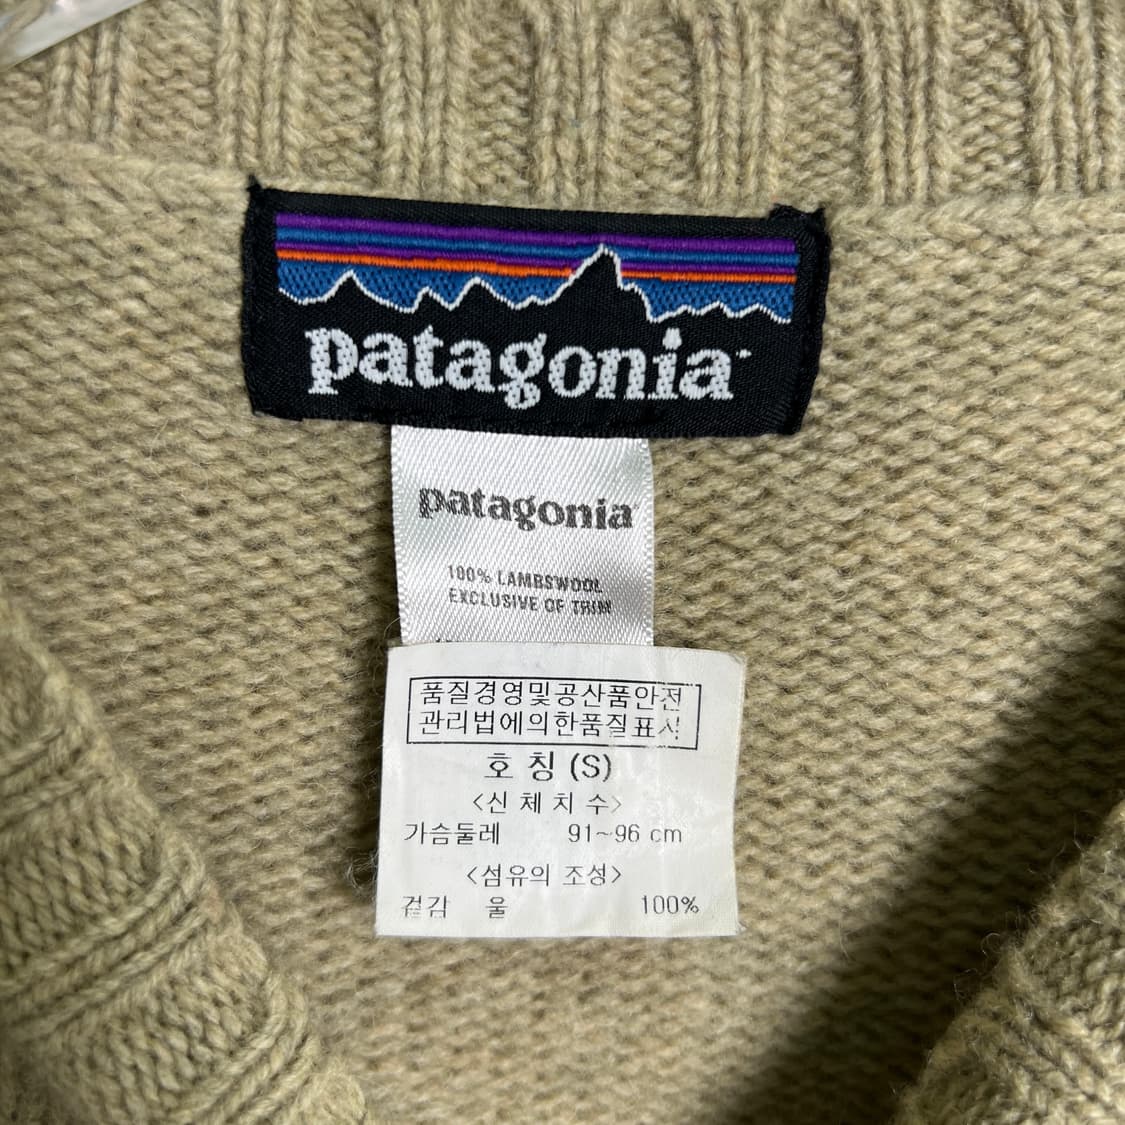 patagonia
patagonia
100% LAMBSWOOL
EXCLUSIVE OF TRIM
품질경영및공산품안전
관리법에의한품질표시
호 칭 (S)
<신 체 치 수>
가슴둘레 91~96 cm
<섬유의 조성>
겉감 울 100%